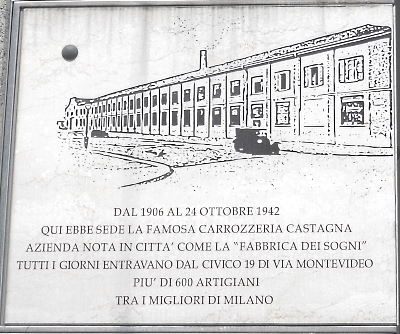 DAL 1906 AL 24 OTTOBRE 1942
QUI EBBE SEDE LA FAMOSA CARROZZERIA CASTAGNA
AZIENDA NOTA IN CITTA' COME LA "FABBRICA DEI SOGNI"
TUTTI I GIORNI ENTRAVANO DAL CIVICO 19 DI VIA MONTEVIDEO
PIU' DI 600 ARTIGIANI
TRA I MIGLIORI DI MILANO